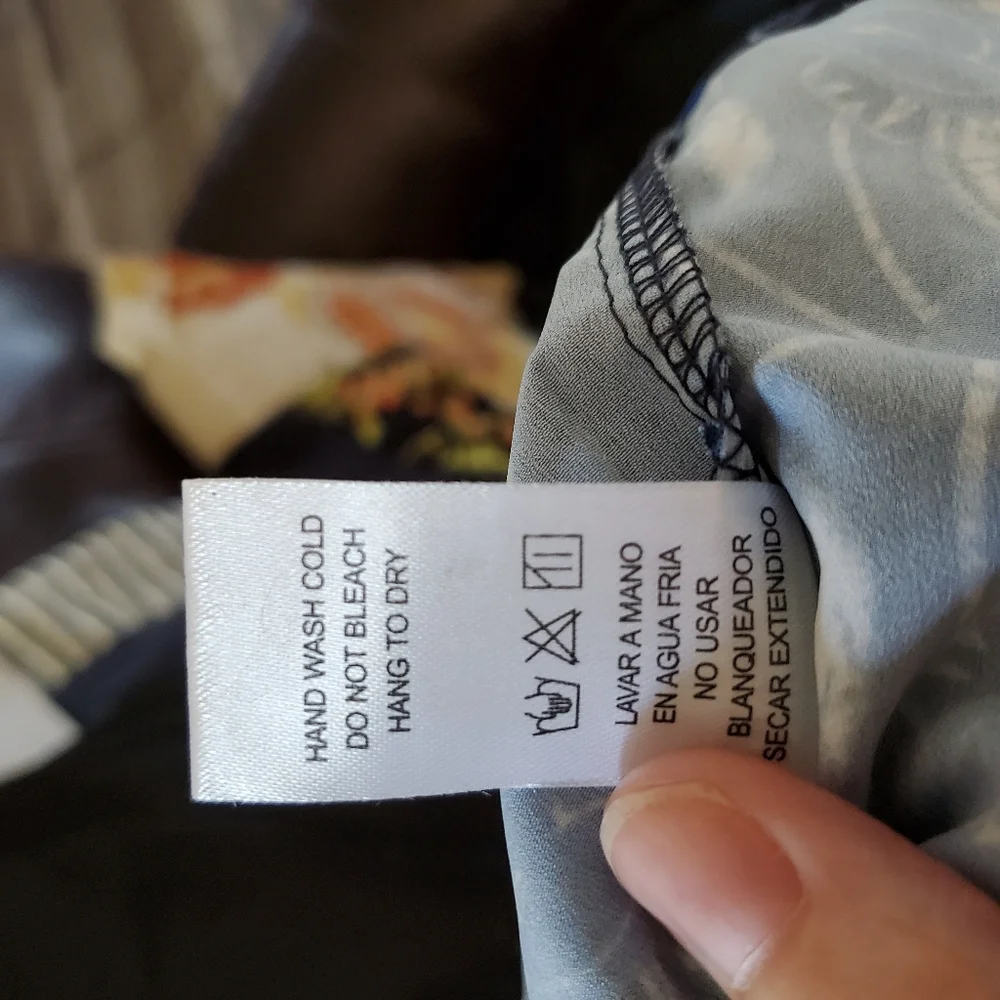 HAND WASH COLD
DO NOT BLEACH
HANG TO DRY
LAVAR A MANO
EN AGUA FRIA
NO USAR
BLANQUEADOR
SECAR EXTENDIDO